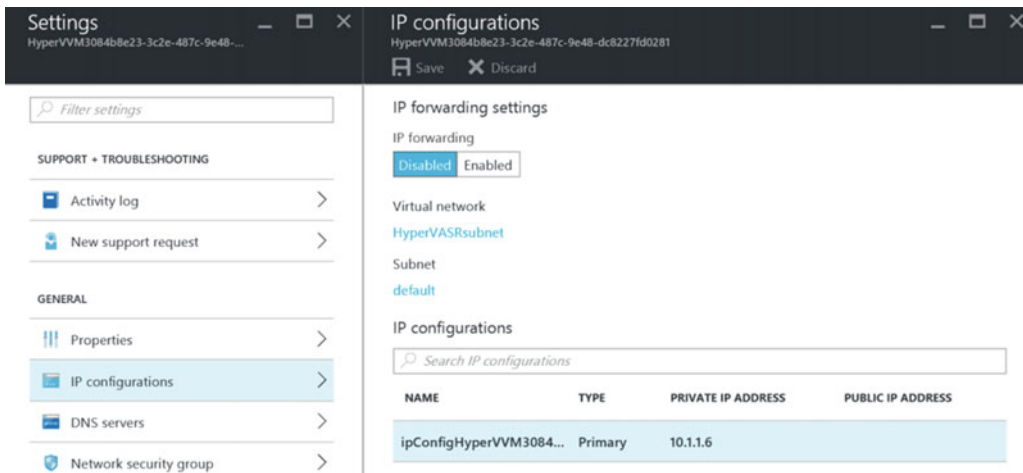 Settings
HyperVVM3084b8e23-3c2e-487c-9e48-...
Filter settings
SUPPORT + TROUBLESHOOTING
Activity log
New support request
GENERAL
Properties
IP configurations
DNS servers
Network security group
IP configurations
HyperVVM3084b8e23-3c2e-487c-9e48-dc8227fd0281
Save Discard
IP forwarding settings
IP forwarding
Disabled Enabled
Virtual network
HyperVASRsubnet
Subnet
default
IP configurations
Search IP configurations
NAME TYPE PRIVATE IP ADDRESS PUBLIC IP ADDRESS
ipConfigHyperVVM3084... Primary 10.1.1.6